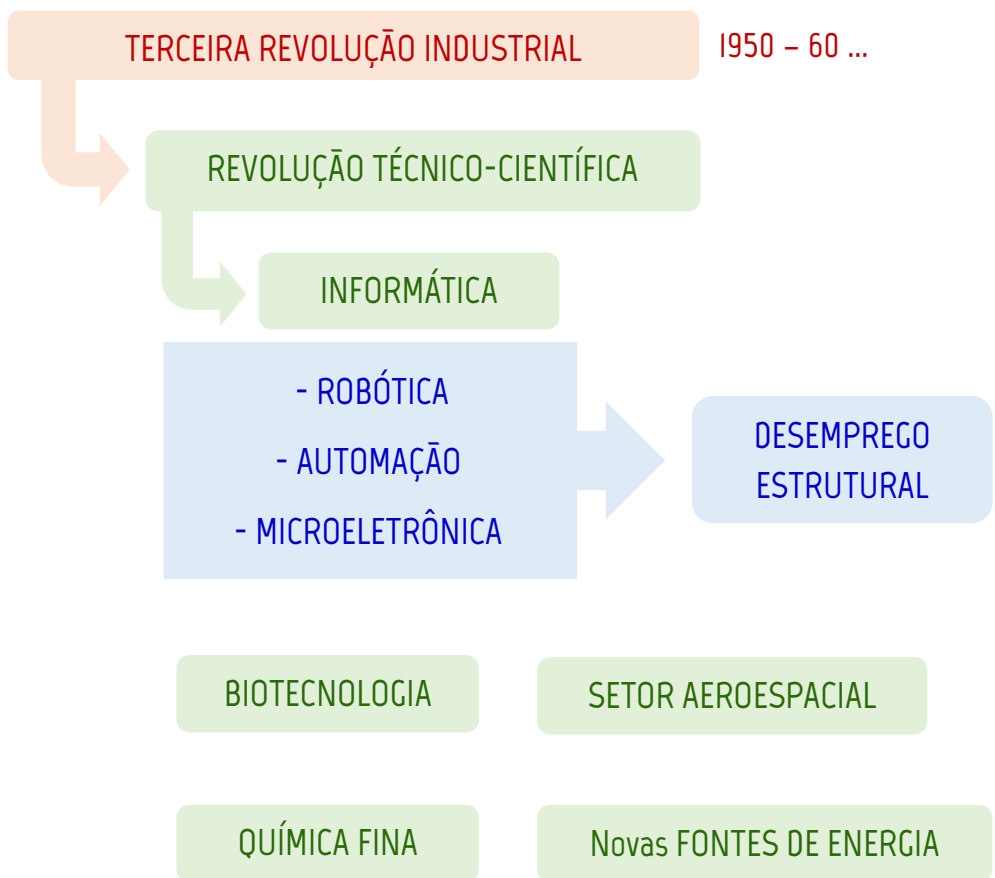 TERCEIRA REVOLUÇÃO INDUSTRIAL
1950 – 60 ...
REVOLUÇÃO TÉCNICO-CIENTÍFICA
INFORMÁTICA
- ROBÓTICA
- AUTOMAÇÃO
- MICROELETRÔNICA
DESEMPREGO
ESTRUTURAL
BIOTECNOLOGIA
SETOR AEROESPACIAL
QUÍMICA FINA
Novas FONTES DE ENERGIA